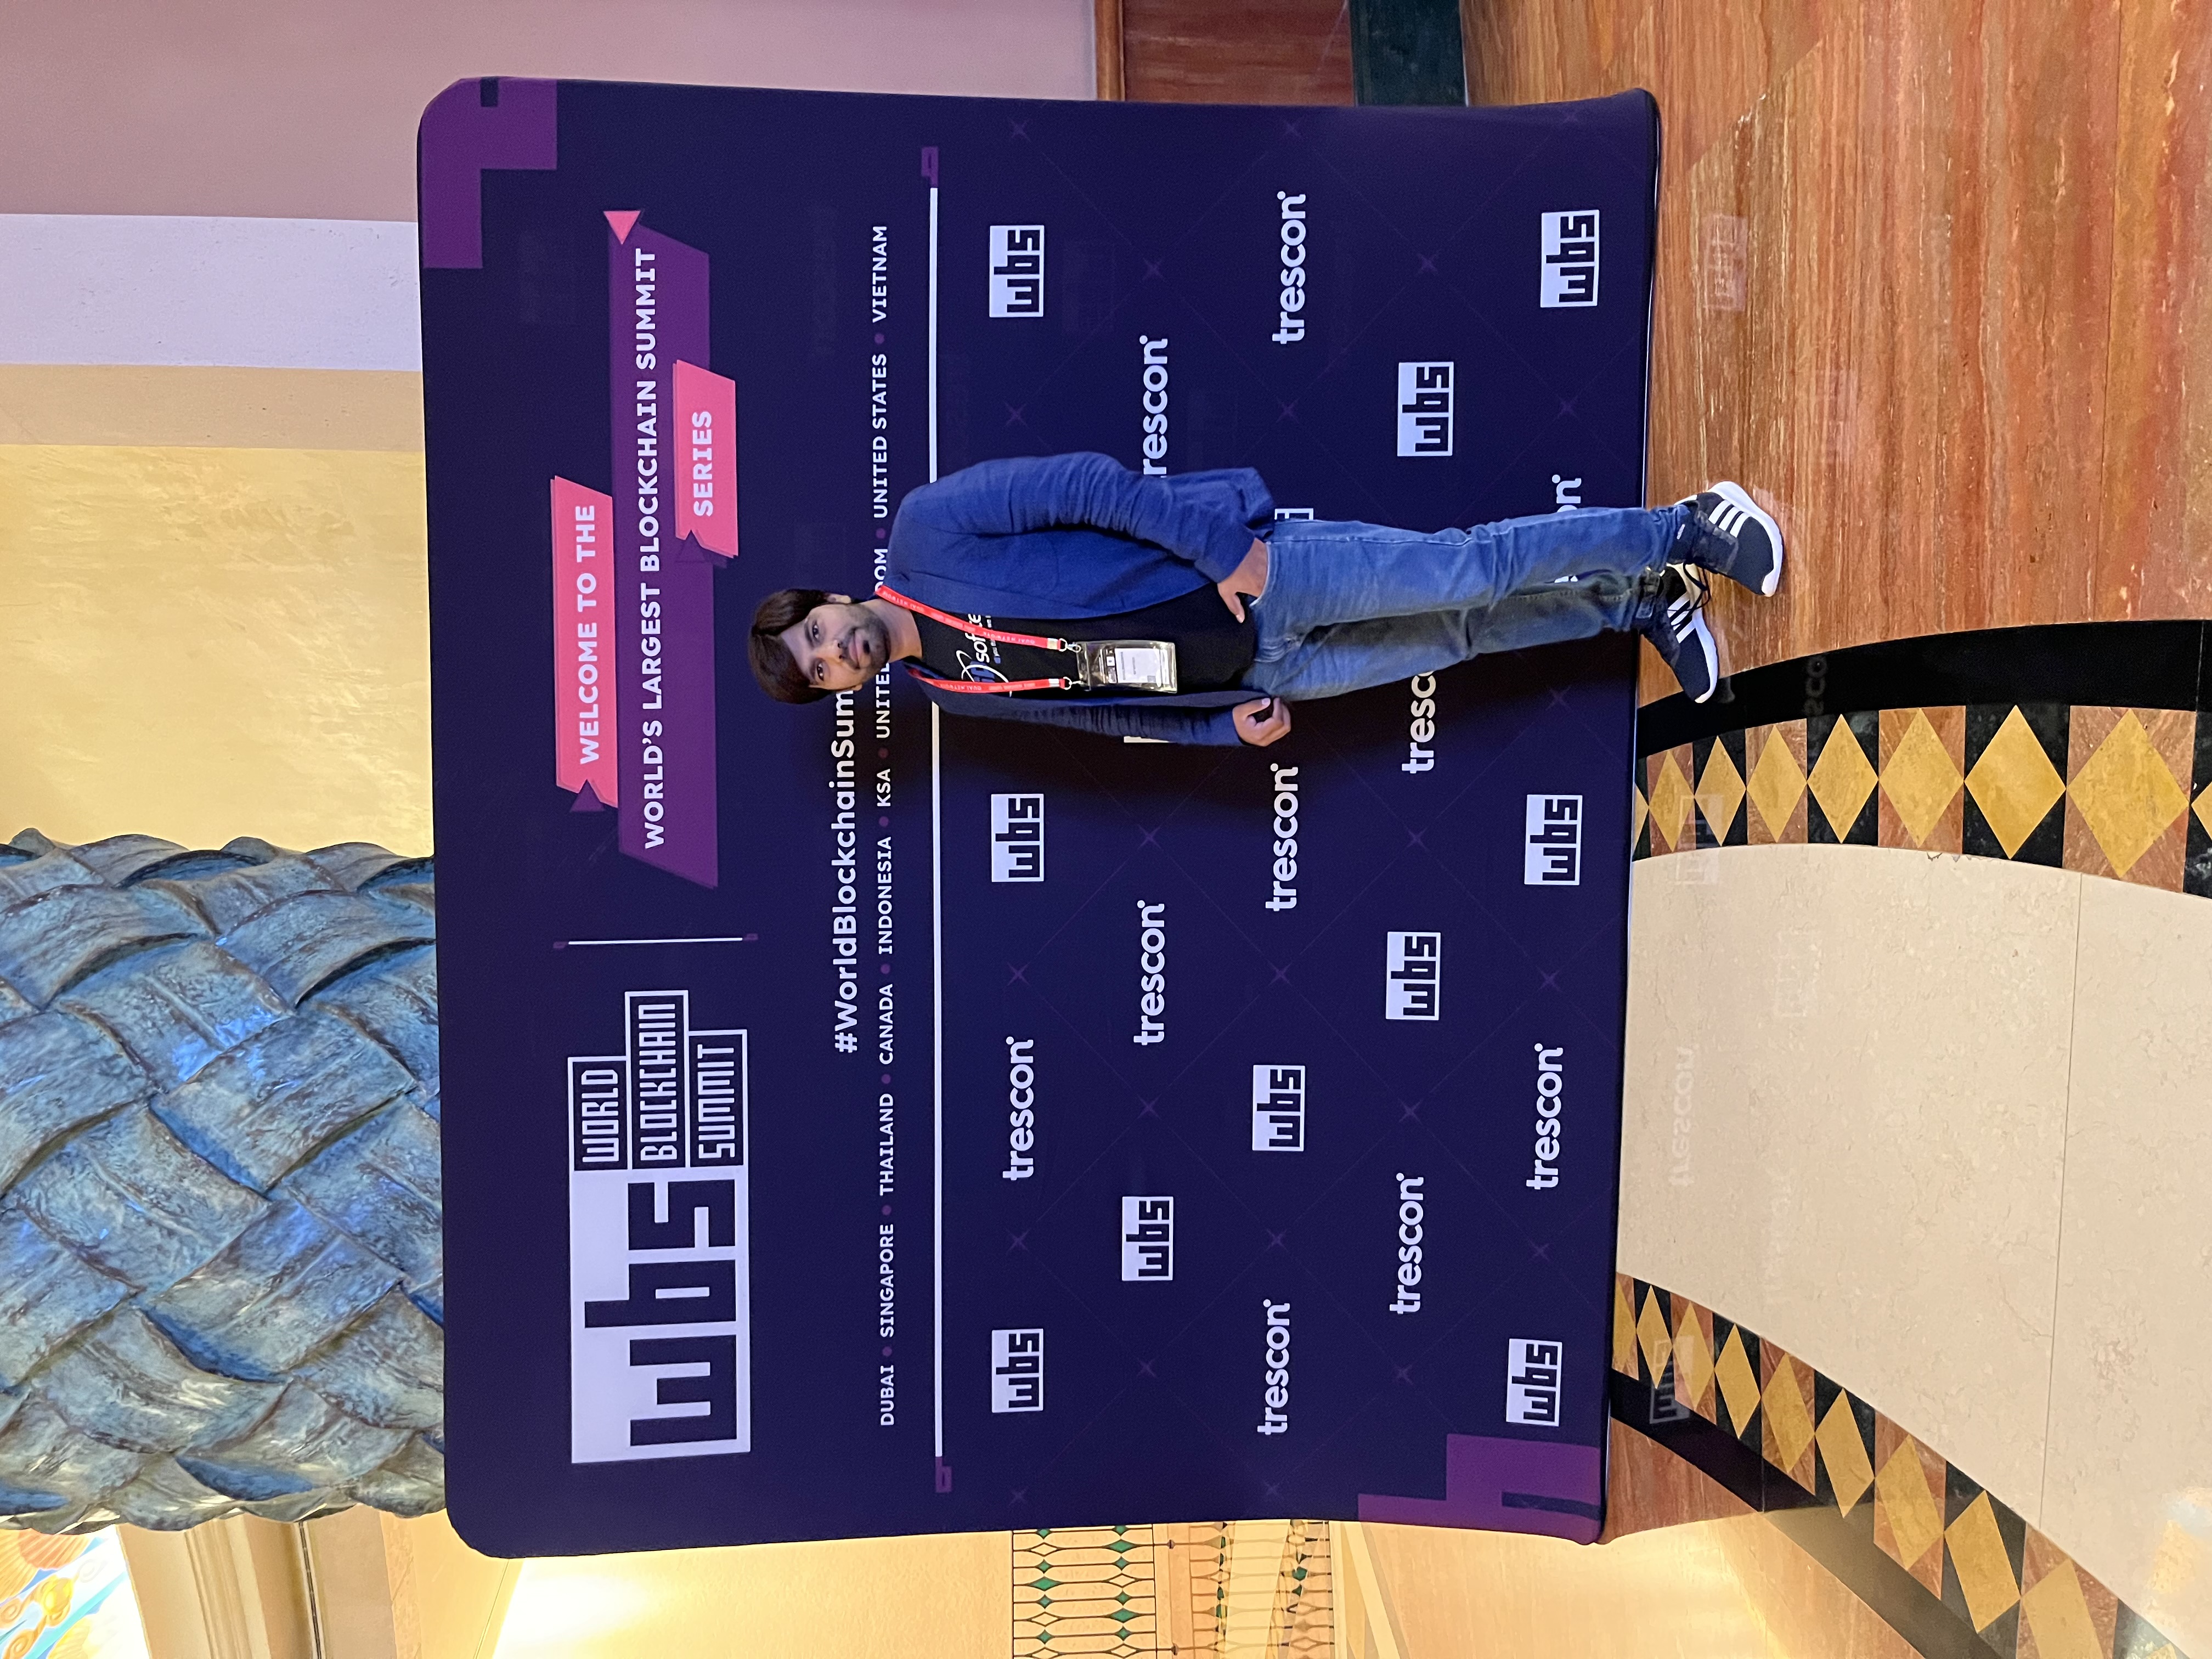 wbs
WORLD
BLOCKCHAIN
SUMMIT
WELCOME TO THE
WORLD'S LARGEST BLOCKCHAIN SUMMIT
SERIES
#WorldBlockchainSum
DUBAI • SINGAPORE • THAILAND • CANADA • INDONESIA • KSA • UNITE DOM • UNITED STATES • VIETNAM
wbs trescon wbs wbs
softe
wbs trescon rescon
trescon wbs trescon trescon
trescon wbs tresc wbs
wbs trescon wbs on wbs